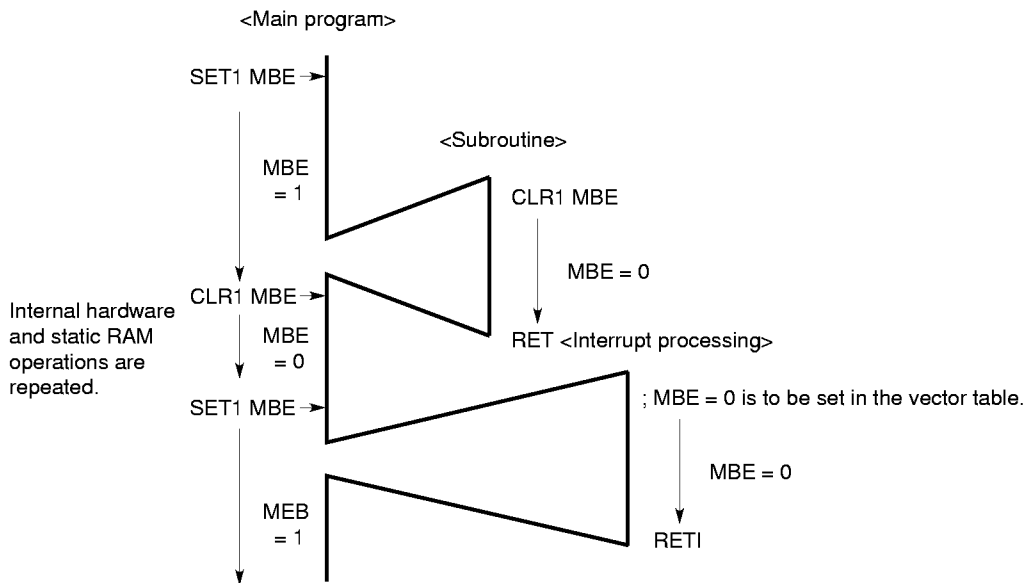 <Main program>
SET1 MBE
<Subroutine>
MBE
= 1
CLR1 MBE
MBE = 0
Internal hardware
and static RAM
operations are
repeated.
CLR1 MBE
MBE
= 0
RET <Interrupt processing>
SET1 MBE
; MBE = 0 is to be set in the vector table.
MBE = 0
MEB
= 1
RETI